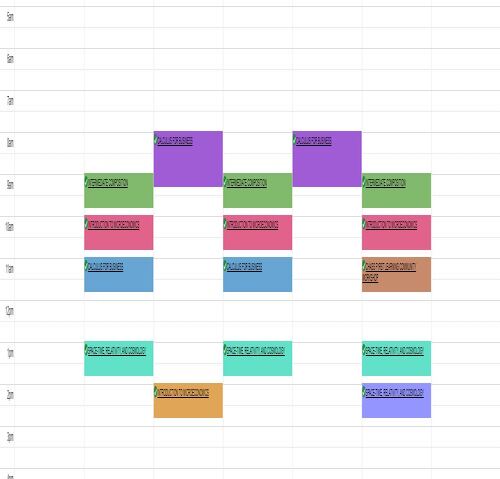 5am
6am
7am
8am
CALCULUS FOR BUSINESS
CALCULUS FOR BUSINESS
9am
INTERMEDIATE COMPOSITION
INTERMEDIATE COMPOSITION
INTERMEDIATE COMPOSITION
10am
INTRODUCTION TO MICROECONOMICS
INTRODUCTION TO MICROECONOMICS
INTRODUCTION TO MICROECONOMICS
11am
CALCULUS FOR BUSINESS
CALCULUS FOR BUSINESS
FIRST LEARNING COMMUNITY
WORKSHOP
12pm
1pm
SPACE-TIME, RELATIVITY, AND COSMOLOGY
SPACE-TIME, RELATIVITY, AND COSMOLOGY
SPACE-TIME, RELATIVITY, AND COSMOLOGY
2pm
INTRODUCTION TO MICROECONOMICS
SPACE-TIME, RELATIVITY, AND COSMOLOGY
3pm